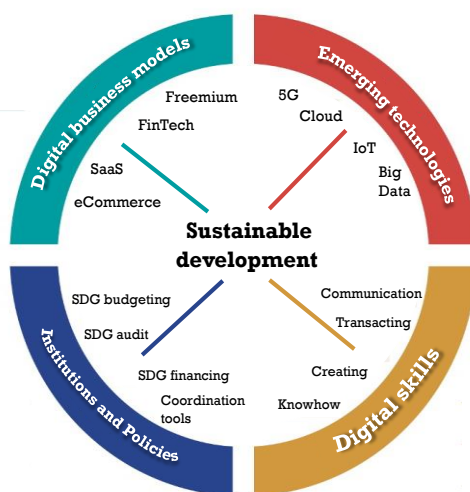 Digital business models
Freemium
FinTech
SaaS
eCommerce
Emerging technologies
5G
Cloud
IoT
Big
Data
Sustainable
development
Institutions and Policies
SDG budgeting
SDG audit
SDG financing
Coordination
tools
Digital skills
Communication
Transacting
Creating
Knowhow